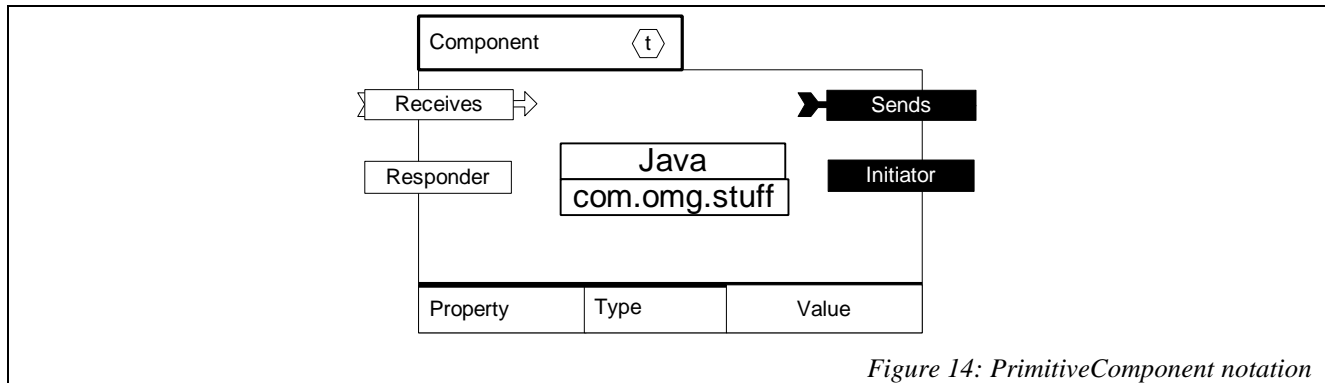 Component t
Receives Sends
Java
Responder Initiator
com.omg.stuff
Property Type Value
Figure 14: PrimitiveComponent notation